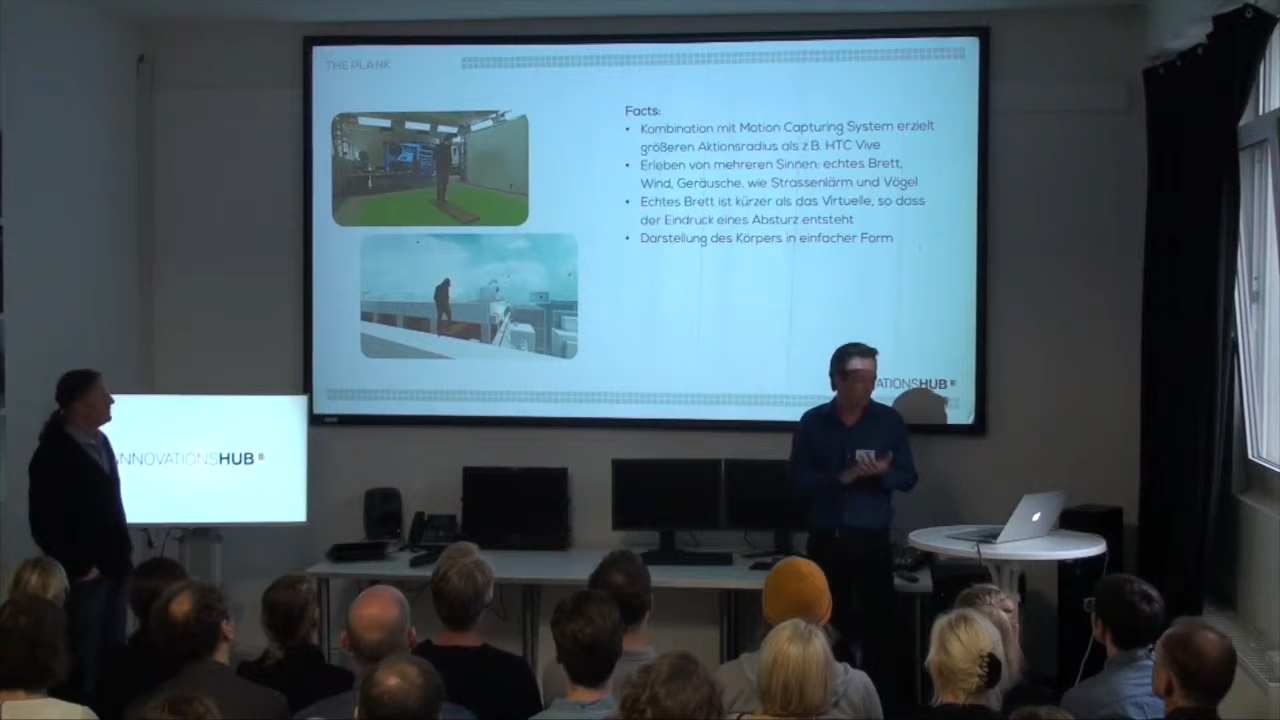 THE PLANK
Facts:
• Kombination mit Motion Capturing System erzielt
größeren Aktionsradius als z.B. HTC Vive
• Erleben von mehreren Sinnen: echtes Brett,
Wind, Geräusche, wie Strassenlärm und Vögel
• Echtes Brett ist kürzer als das Virtuelle, so dass
der Eindruck eines Absturz entsteht
• Darstellung des Körpers in einfacher Form
ATIONSHUB
INNOVATIONSHUB